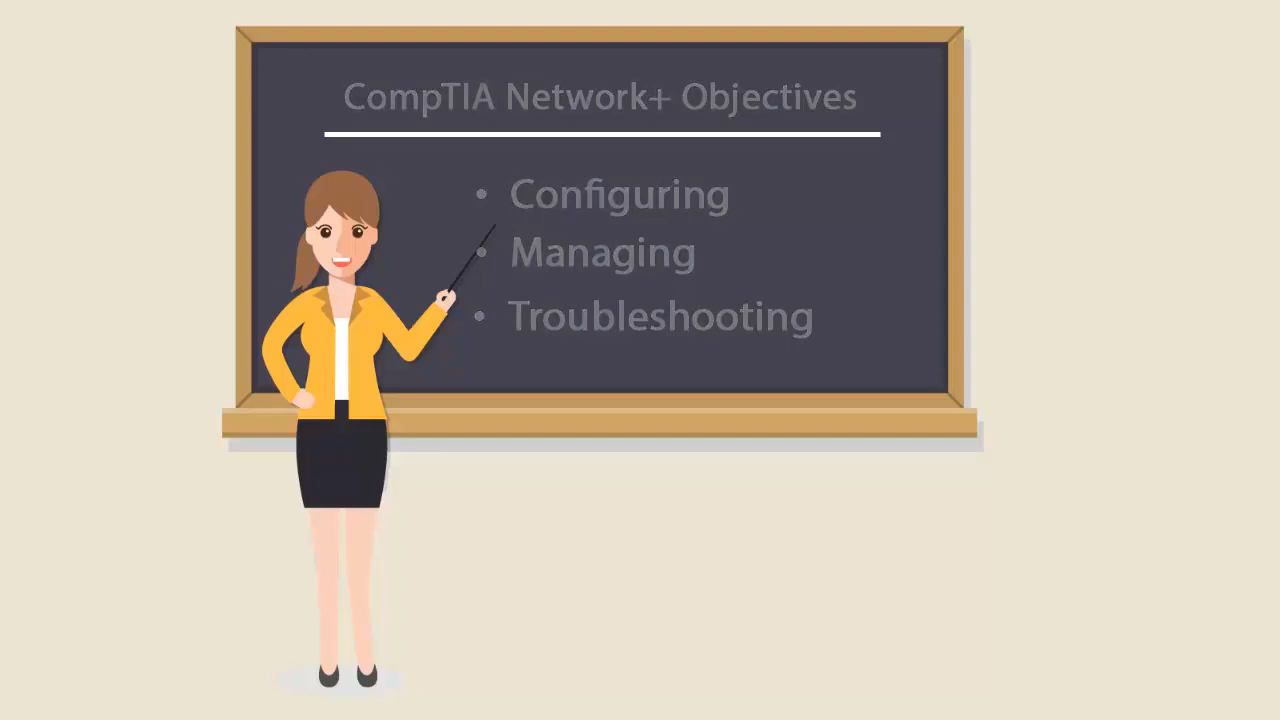 CompTIA Network+ Objectives
• Configuring
• Managing
• Troubleshooting